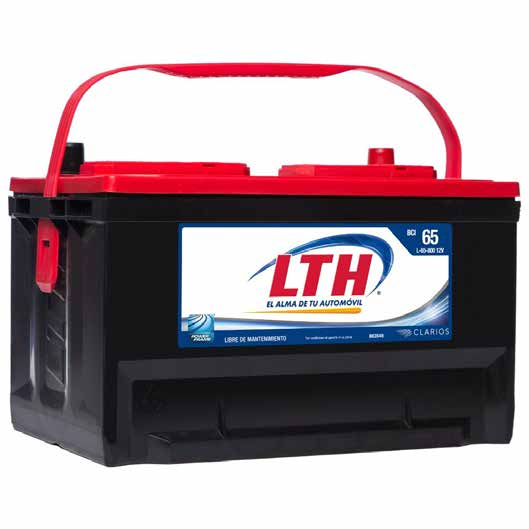 BCI 65
L-65-800 12V
LTH®
EL ALMA DE TU AUTOMÓVIL
POWER
FRAME
LIBRE DE MANTENIMIENTO
CLARIOS